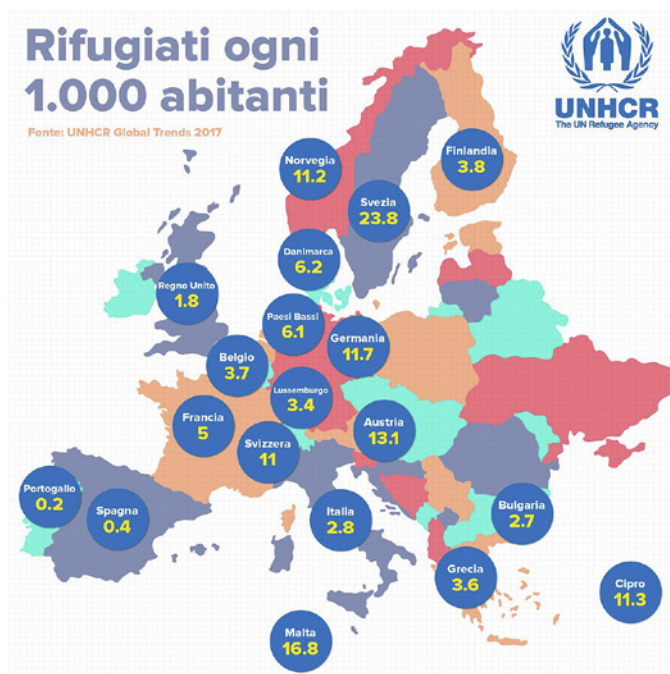 Rifugiati ogni
1.000 abitanti
Fonte: UNHCR Global Trends 2017
UNHCR
The UN Refugee Agency
Finlandia
3.8
Norvegia
11.2
Svezia
23.8
Danimarca
6.2
Regno Unito
1.8
Paesi Bassi
6.1
Germania
11.7
Belgio
3.7
Lussemburgo
3.4
Francia
5
Austria
13.1
Svizzera
11
Portogallo
0.2
Spagna
0.4
Italia
2.8
Bulgaria
2.7
Grecia
3.6
Cipro
11.3
Malta
16.8